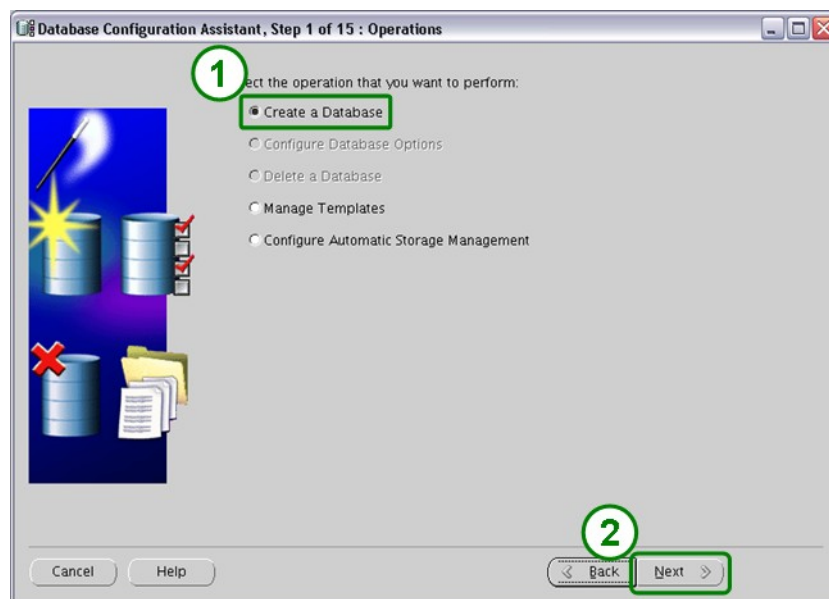 Database Configuration Assistant, Step 1 of 15 : Operations
1
ect the operation that you want to perform:
Create a Database
Configure Database Options
Delete a Database
Manage Templates
Configure Automatic Storage Management
2
Cancel
Help
Back
Next